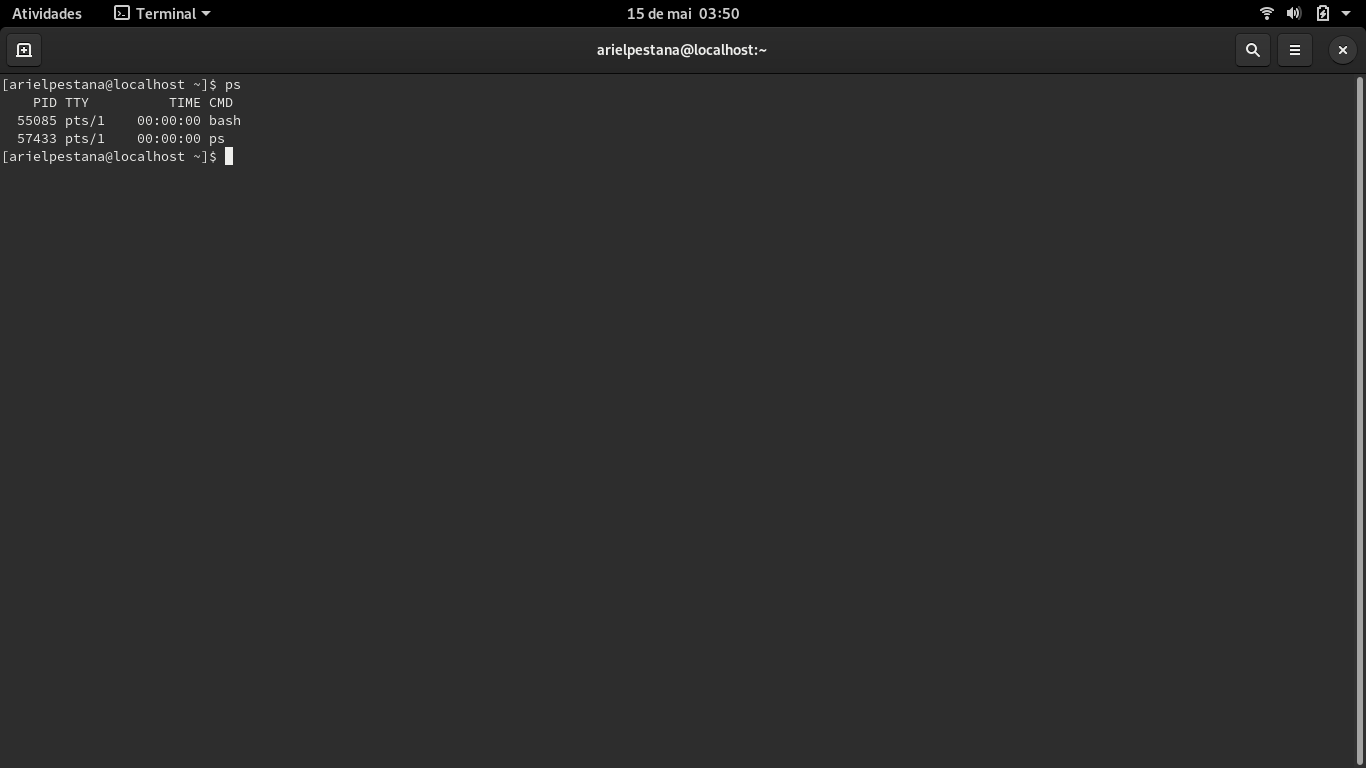 Atividades Terminal 15 de mai 03:50
arielpestana@localhost:~
[arielpestana@localhost ~]$ ps
    PID TTY          TIME CMD
  55085 pts/1    00:00:00 bash
  57433 pts/1    00:00:00 ps
[arielpestana@localhost ~]$